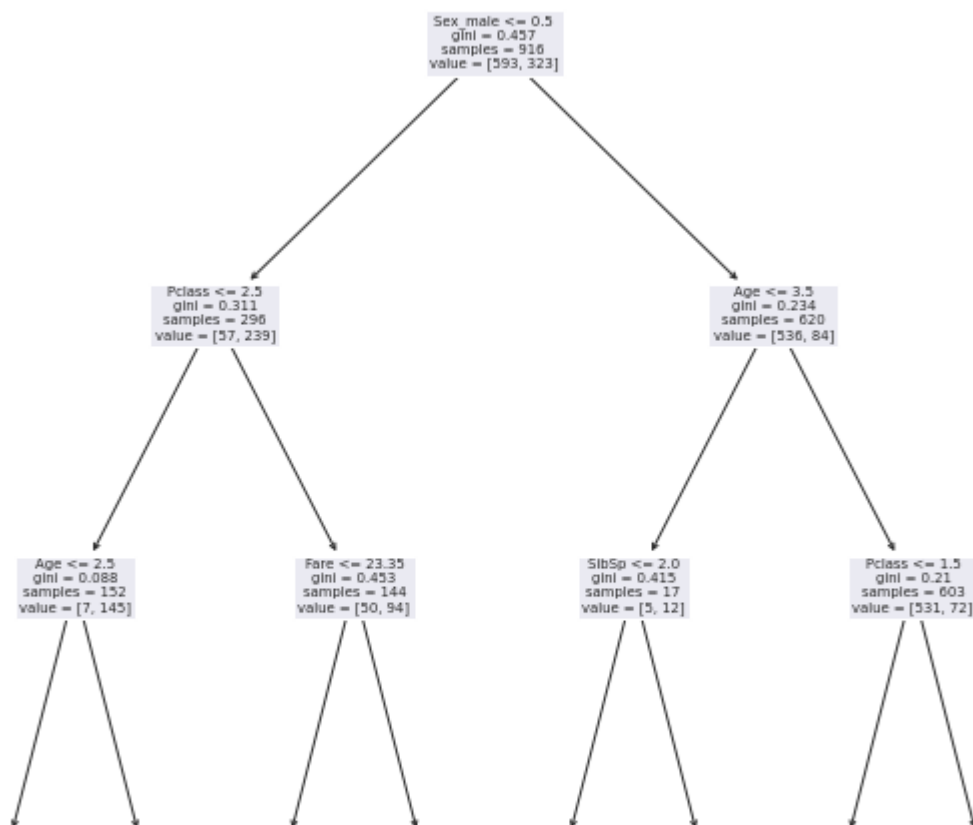 Sex_male <= 0.5
gini = 0.457
samples = 916
value = [593, 323]
Pclass <= 2.5
gini = 0.311
samples = 296
value = [57, 239]
Age <= 3.5
gini = 0.234
samples = 620
value = [536, 84]
Age <= 2.5
gini = 0.088
samples = 152
value = [7, 145]
Fare <= 23.35
gini = 0.453
samples = 144
value = [50, 94]
SibSp <= 2.0
gini = 0.415
samples = 17
value = [5, 12]
Pclass <= 1.5
gini = 0.21
samples = 603
value = [531, 72]